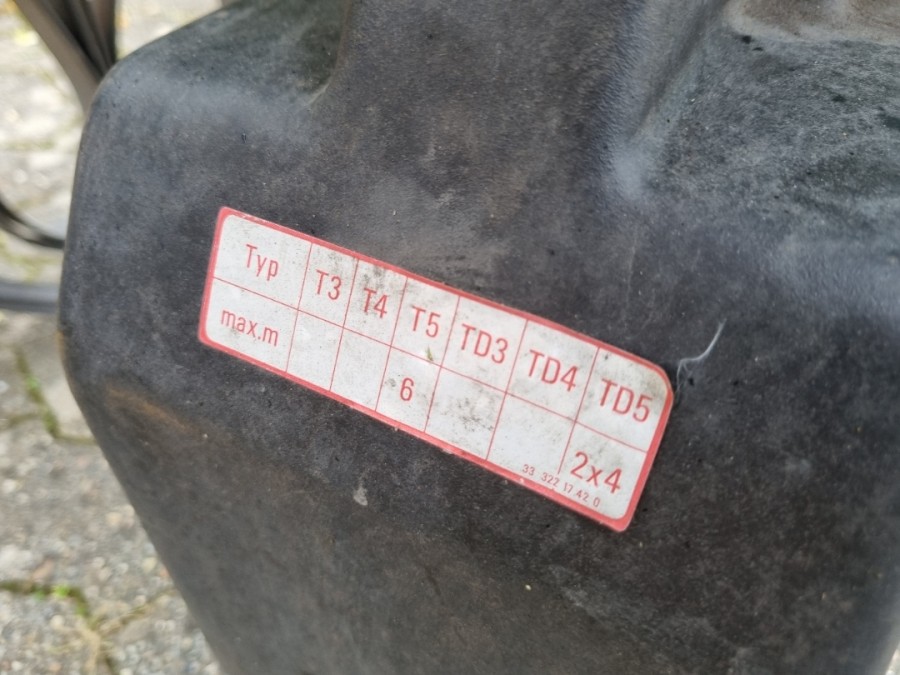 Typ T3 T4 T5 TD3 TD4 TD5
max.m 6 2x4
33 322 17 42 0